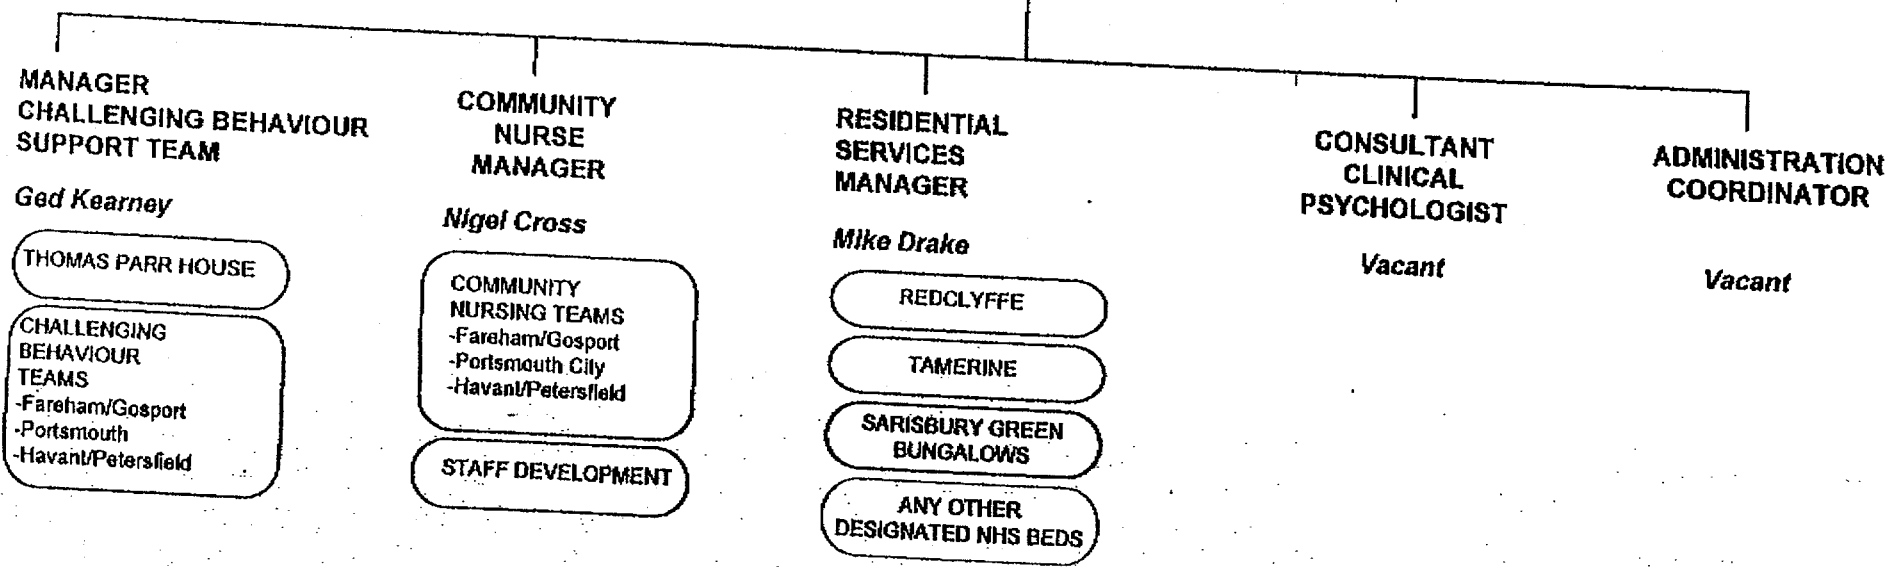 MANAGER
CHALLENGING BEHAVIOUR
SUPPORT TEAM
Ged Kearney
THOMAS PARR HOUSE
CHALLENGING
BEHAVIOUR
TEAMS
-Fareham/Gosport
-Portsmouth
-Havant/Petersfield
COMMUNITY
NURSE
MANAGER
Nigel Cross
COMMUNITY
NURSING TEAMS
-Fareham/Gosport
-Portsmouth City
-Havant/Petersfield
STAFF DEVELOPMENT
RESIDENTIAL
SERVICES
MANAGER
Mike Drake
REDCLYFFE
TAMERINE
SARISBURY GREEN
BUNGALOWS
ANY OTHER
DESIGNATED NHS BEDS
CONSULTANT
CLINICAL
PSYCHOLOGIST
Vacant
ADMINISTRATION
COORDINATOR
Vacant